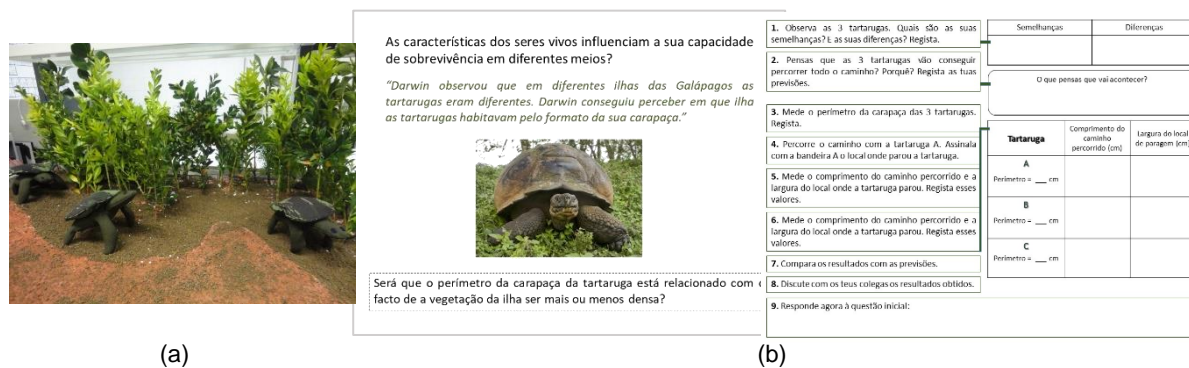 As características dos seres vivos influenciam a sua capacidade
de sobrevivência em diferentes meios?
“Darwin observou que em diferentes ilhas das Galápagos as
tartarugas eram diferentes. Darwin conseguiu perceber em que ilha
as tartarugas habitavam pelo formato da sua carapaça.”
Será que o perímetro da carapaça da tartaruga está relacionado com
facto de a vegetação da ilha ser mais ou menos densa?
1. Observa as 3 tartarugas. Quais são as suas
semelhanças? E as suas diferenças? Regista.
2. Pensas que as 3 tartarugas vão conseguir
percorrer todo o caminho? Porquê? Regista as tuas
previsões.
3. Mede o perímetro da carapaça das 3 tartarugas.
Regista.
4. Percorre o caminho com a tartaruga A. Assinala
com a bandeira A o local onde parou a tartaruga.
5. Mede o comprimento do caminho percorrido e a
largura do local onde a tartaruga parou. Regista esses
valores.
6. Mede o comprimento do caminho percorrido e a
largura do local onde a tartaruga parou. Regista esses
valores.
7. Compara os resultados com as previsões.
8. Discute com os teus colegas os resultados obtidos.
9. Responde agora à questão inicial:
Semelhanças Diferenças
O que pensas que vai acontecer?
Tartaruga
Comprimento do
caminho
percorrido (cm)
Largura do local
de paragem (cm)
A
Perímetro = ___ cm
B
Perímetro = ___ cm
C
Perímetro = ___ cm
(a)
(b)